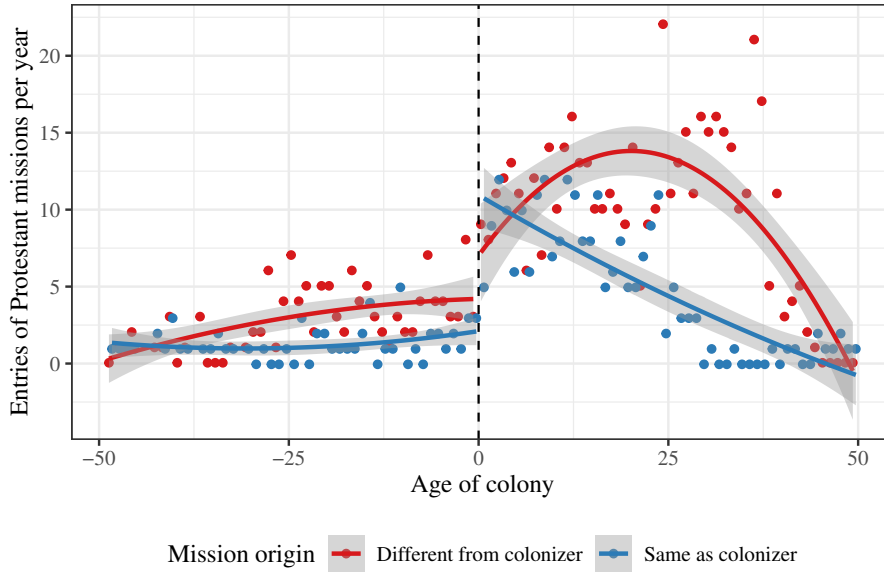 Entries of Protestant missions per year
20
15
10
5
0
−50
−25
0
25
50
Age of colony
Mission origin
Different from colonizer
Same as colonizer